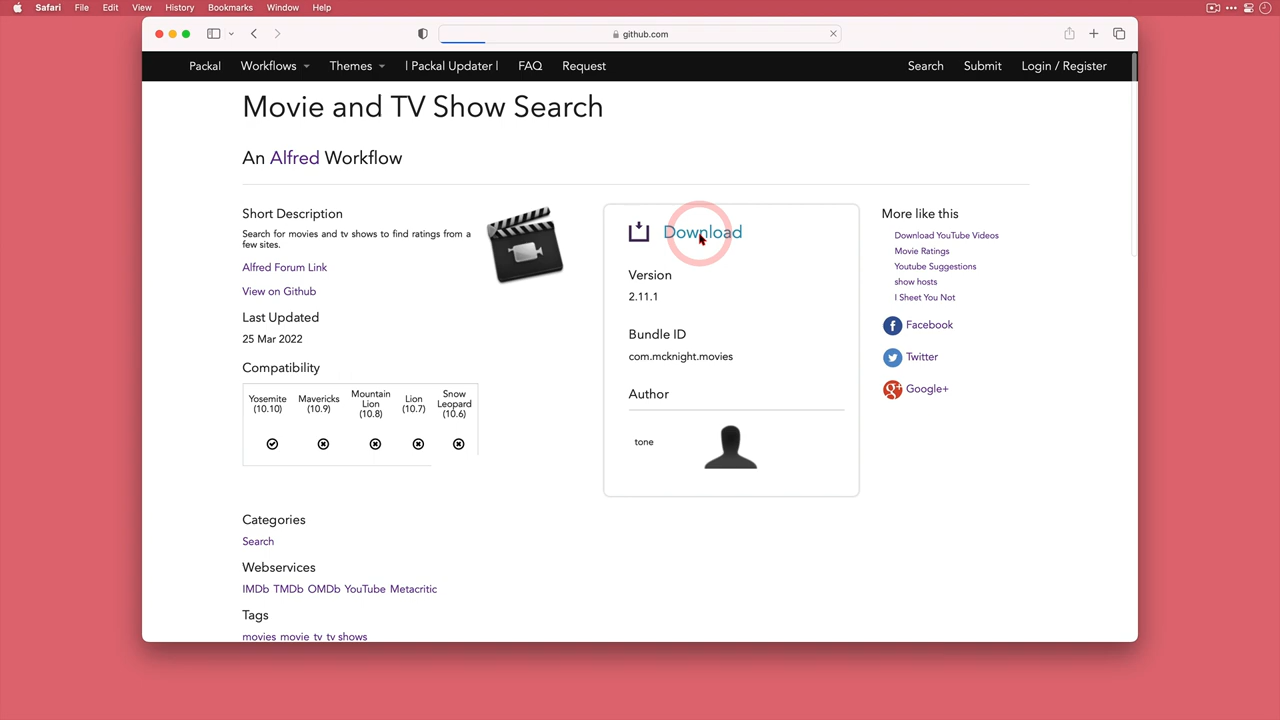 Safari File Edit View History Bookmarks Window Help
github.com
Packal Workflows Themes | Packal Updater | FAQ Request Search Submit Login / Register
Movie and TV Show Search
An Alfred Workflow
Short Description
Search for movies and tv shows to find ratings from a
few sites.
Alfred Forum Link
View on Github
Last Updated
25 Mar 2022
Compatibility
Yosemite
(10.10)
Mavericks
(10.9)
Mountain
Lion
(10.8)
Lion
(10.7)
Snow
Leopard
(10.6)
Download
Version
2.11.1
Bundle ID
com.mcknight.movies
Author
tone
More like this
Download YouTube Videos
Movie Ratings
Youtube Suggestions
show hosts
I Sheet You Not
Facebook
Twitter
Google+
Categories
Search
Webservices
IMDb TMDb OMDb YouTube Metacritic
Tags
movies movie tv tv shows